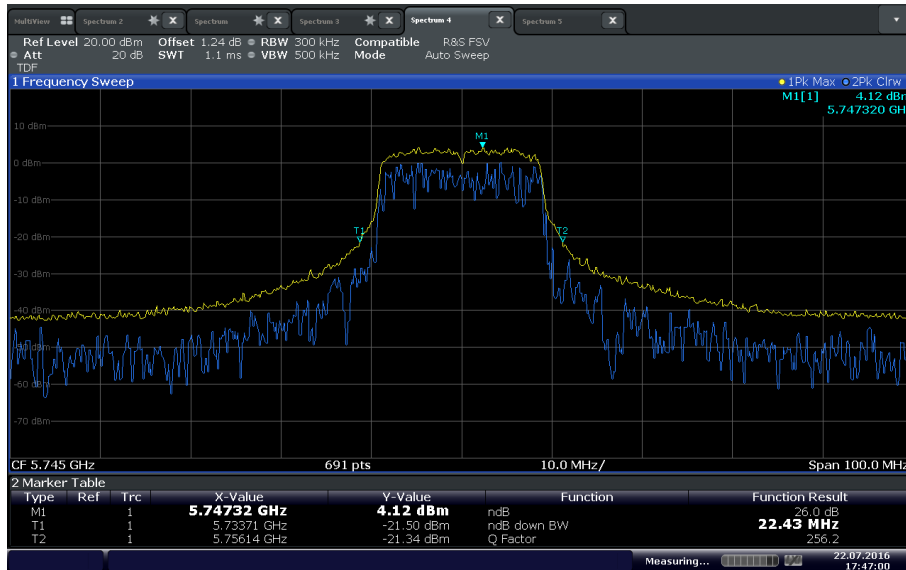 MultiView Spectrum 2 X Spectrum X Spectrum 3 X Spectrum 4 X Spectrum 5 X
Ref Level 20.00 dBm Offset 1.24 dB RBW 300 kHz Compatible R&S FSV
Att 20 dB SWT 1.1 ms VBW 500 kHz Mode Auto Sweep
TDF
1 Frequency Sweep 1Pk Max 2Pk Clrw
M1[1] 4.12 dBm
5.747320 GH
10 dBm
M1
0 dBm
-10 dBm
-20 dBm
T1 T2
-30 dBm
-40 dBm
-50 dBm
-60 dBm
-70 dBm
CF 5.745 GHz 691 pts 10.0 MHz/ Span 100.0 MHz
2 Marker Table
Type Ref Trc X-Value Y-Value Function Function Result
M1 1 5.74732 GHz 4.12 dBm ndB 26.0 dB
T1 1 5.73371 GHz -21.50 dBm ndB down BW 22.43 MHz
T2 1 5.75614 GHz -21.34 dBm Q Factor 256.2
Measuring... 22.07.2016
17:47:00